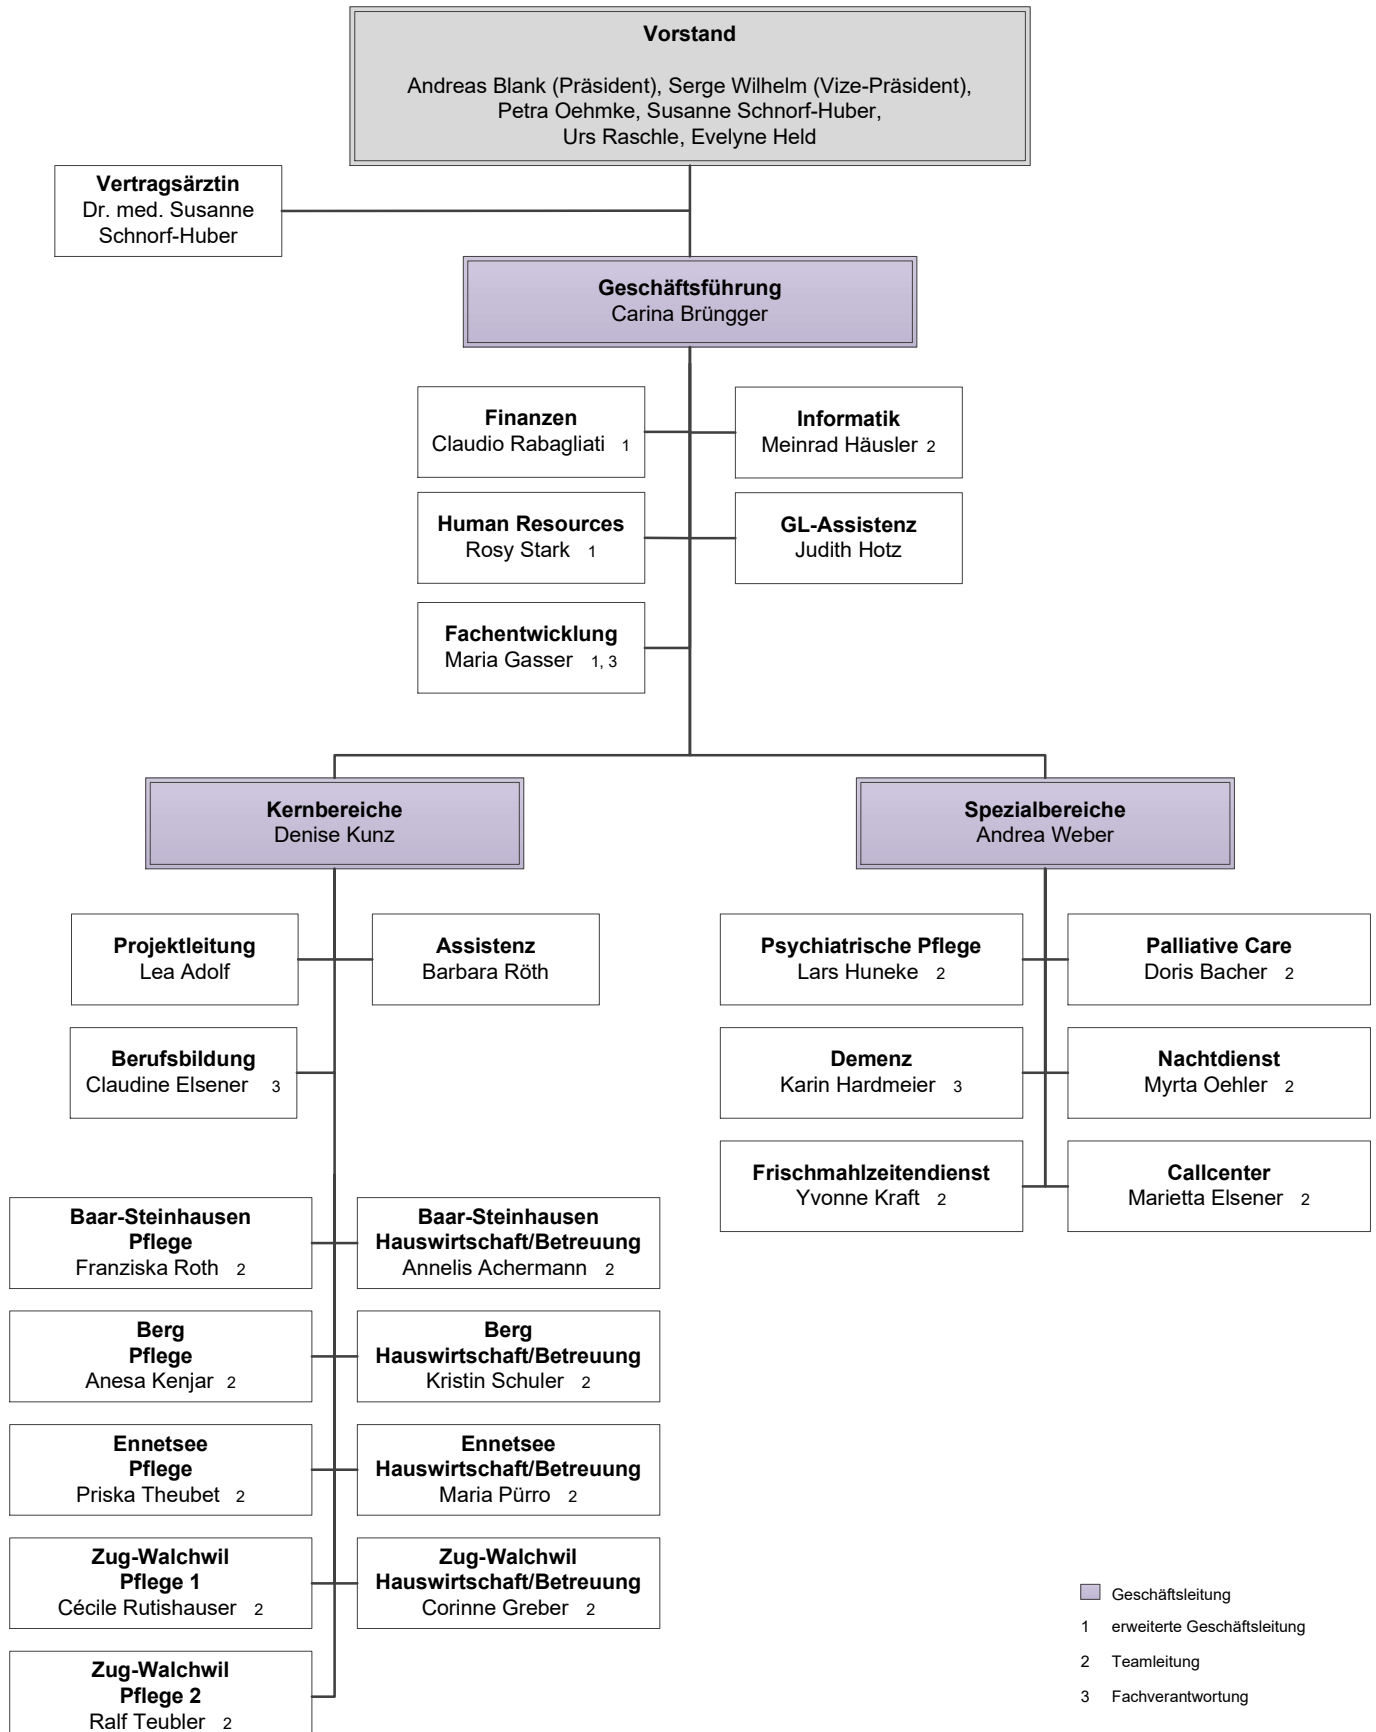 Vorstand
Andreas Blank (Präsident), Serge Wilhelm (Vize-Präsident),
Petra Oehmke, Susanne Schnorf-Huber,
Urs Raschle, Evelyne Held
Vertragsärztin
Dr. med. Susanne
Schnorf-Huber
Geschäftsführung
Carina Brüngger
Finanzen
Claudio Rabagliati 1
Informatik
Meinrad Häusler 2
Human Resources
Rosy Stark 1
GL-Assistenz
Judith Hotz
Fachentwicklung
Maria Gasser 1, 3
Kernbereiche
Denise Kunz
Spezialbereiche
Andrea Weber
Projektleitung
Lea Adolf
Assistenz
Barbara Röth
Berufsbildung
Claudine Elsener 3
Baar-Steinhausen
Pflege
Franziska Roth 2
Baar-Steinhausen
Hauswirtschaft/Betreuung
Annelis Achermann 2
Berg
Pflege
Anesa Kenjar 2
Berg
Hauswirtschaft/Betreuung
Kristin Schuler 2
Ennetsee
Pflege
Priska Theubet 2
Ennetsee
Hauswirtschaft/Betreuung
Maria Pürro 2
Zug-Walchwil
Pflege 1
Cécile Rutishauser 2
Zug-Walchwil
Hauswirtschaft/Betreuung
Corinne Greber 2
Zug-Walchwil
Pflege 2
Ralf Teubler 2
Psychiatrische Pflege
Lars Huneke 2
Palliative Care
Doris Bacher 2
Demenz
Karin Hardmeier 3
Nachtdienst
Myrta Oehler 2
Frischmahlzeitendienst
Yvonne Kraft 2
Callcenter
Marietta Elsener 2
Geschäftsleitung
1 erweiterte Geschäftsleitung
2 Teamleitung
3 Fachverantwortung